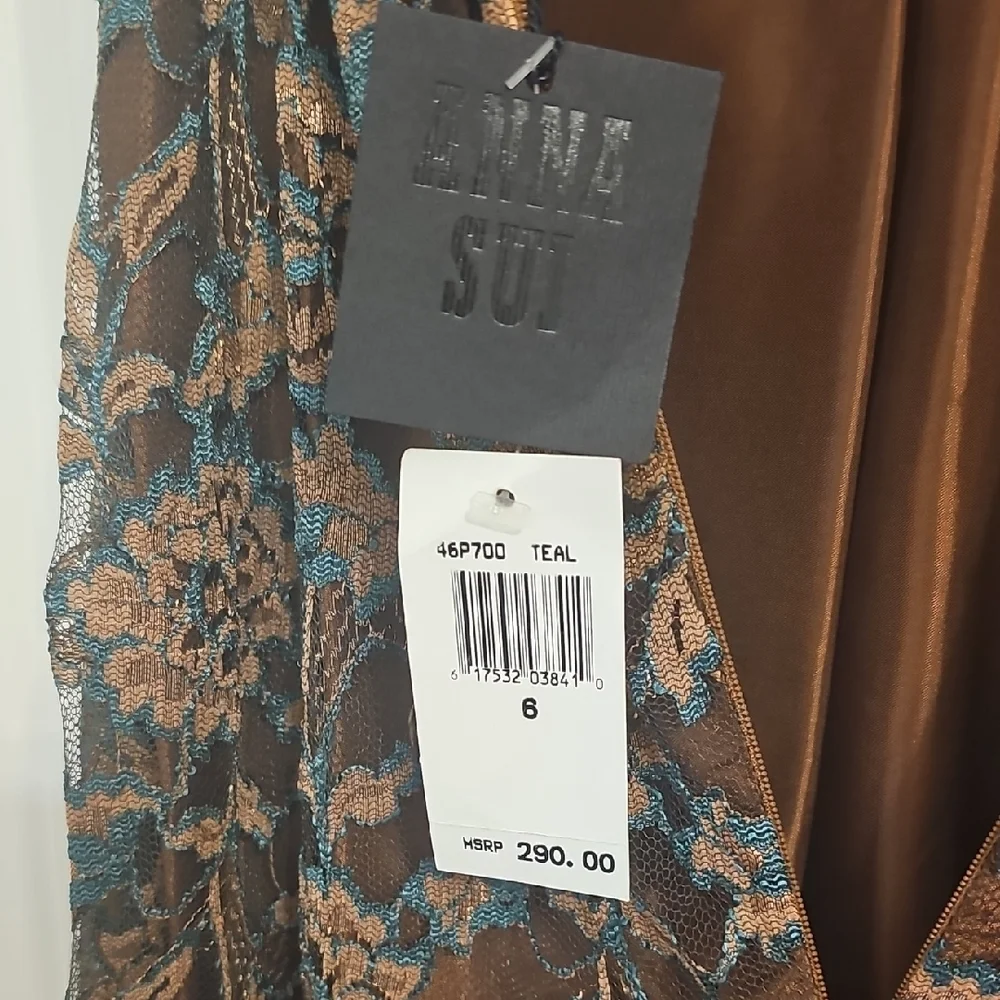 ANNA
SUI
46P700 TEAL
6 17532 03841 0
6
MSRP 290.00